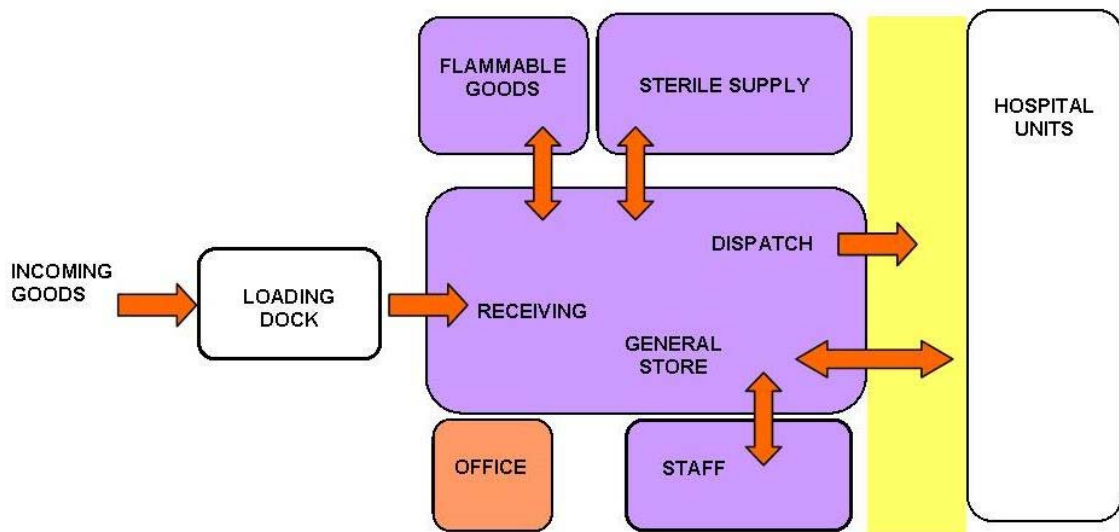 FLAMMABLE
GOODS
STERILE SUPPLY
HOSPITAL
UNITS
DISPATCH
INCOMING
GOODS
LOADING
DOCK
RECEIVING
GENERAL
STORE
OFFICE
STAFF